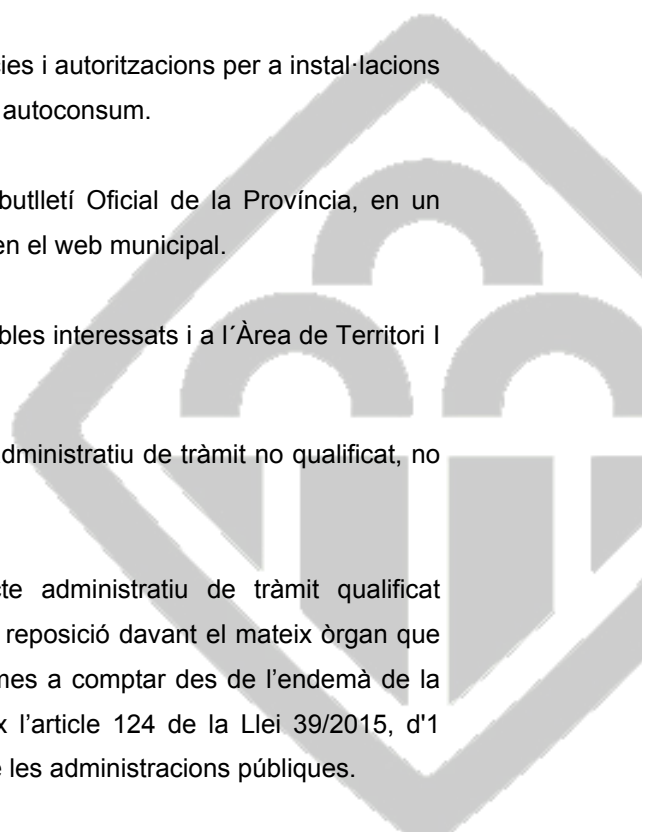 cies i autoritzacions per a instal·lacions
autoconsum.
butlletí Oficial de la Província, en un
en el web municipal.
bles interessats i a l´Àrea de Territori I
dministratiu de tràmit no qualificat, no
cte administratiu de tràmit qualificat
reposició davant el mateix òrgan que
mes a comptar des de l’endemà de la
x l’article 124 de la Llei 39/2015, d'1
e les administracions públiques.